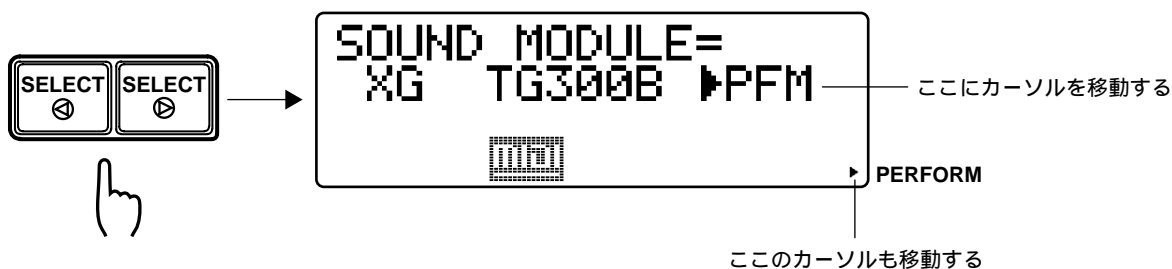 SELECT SELECT
SOUND MODULE=
XG TG300B PFM
ここにカーソルを移動する
PERFORM
ここのカーソルも移動する